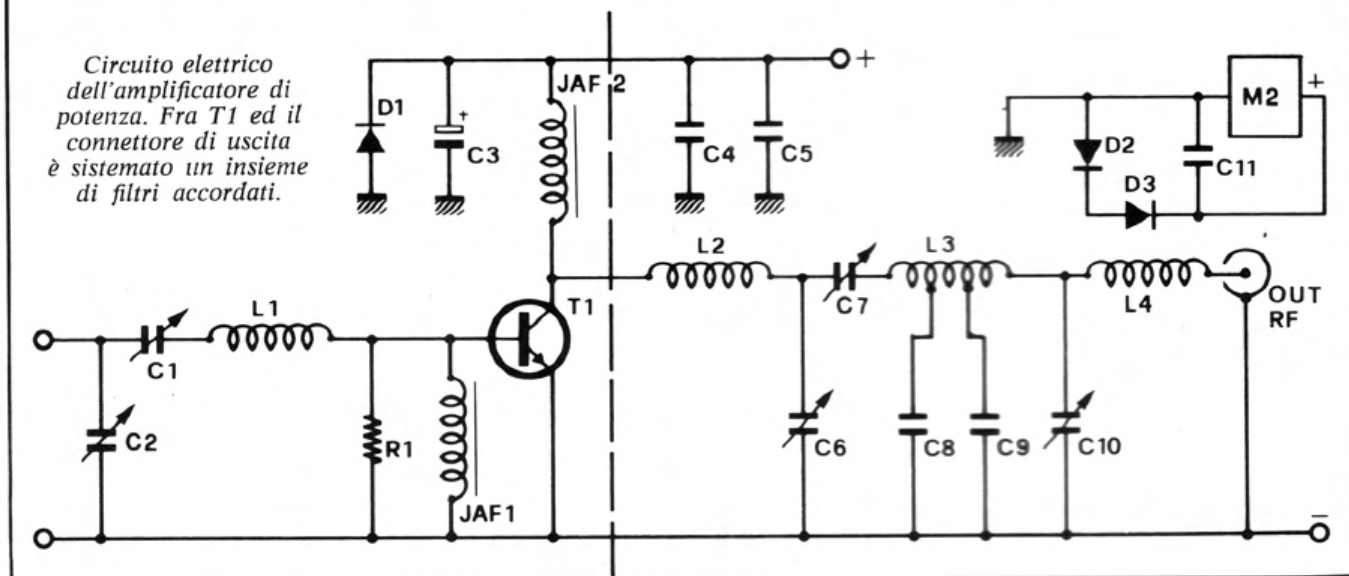 Circuito elettrico
dell'amplificatore di
potenza. Fra T1 ed il
connettore di uscita
è sistemato un insieme
di filtri accordati.
D1
+
C3
JAF 2
C4
C5
+
M2
+
D2
D3
C11
L1
C1
C2
R1
JAF1
T1
L2
C7
L3
L4
OUT
RF
C6
C8
C9
C10
−